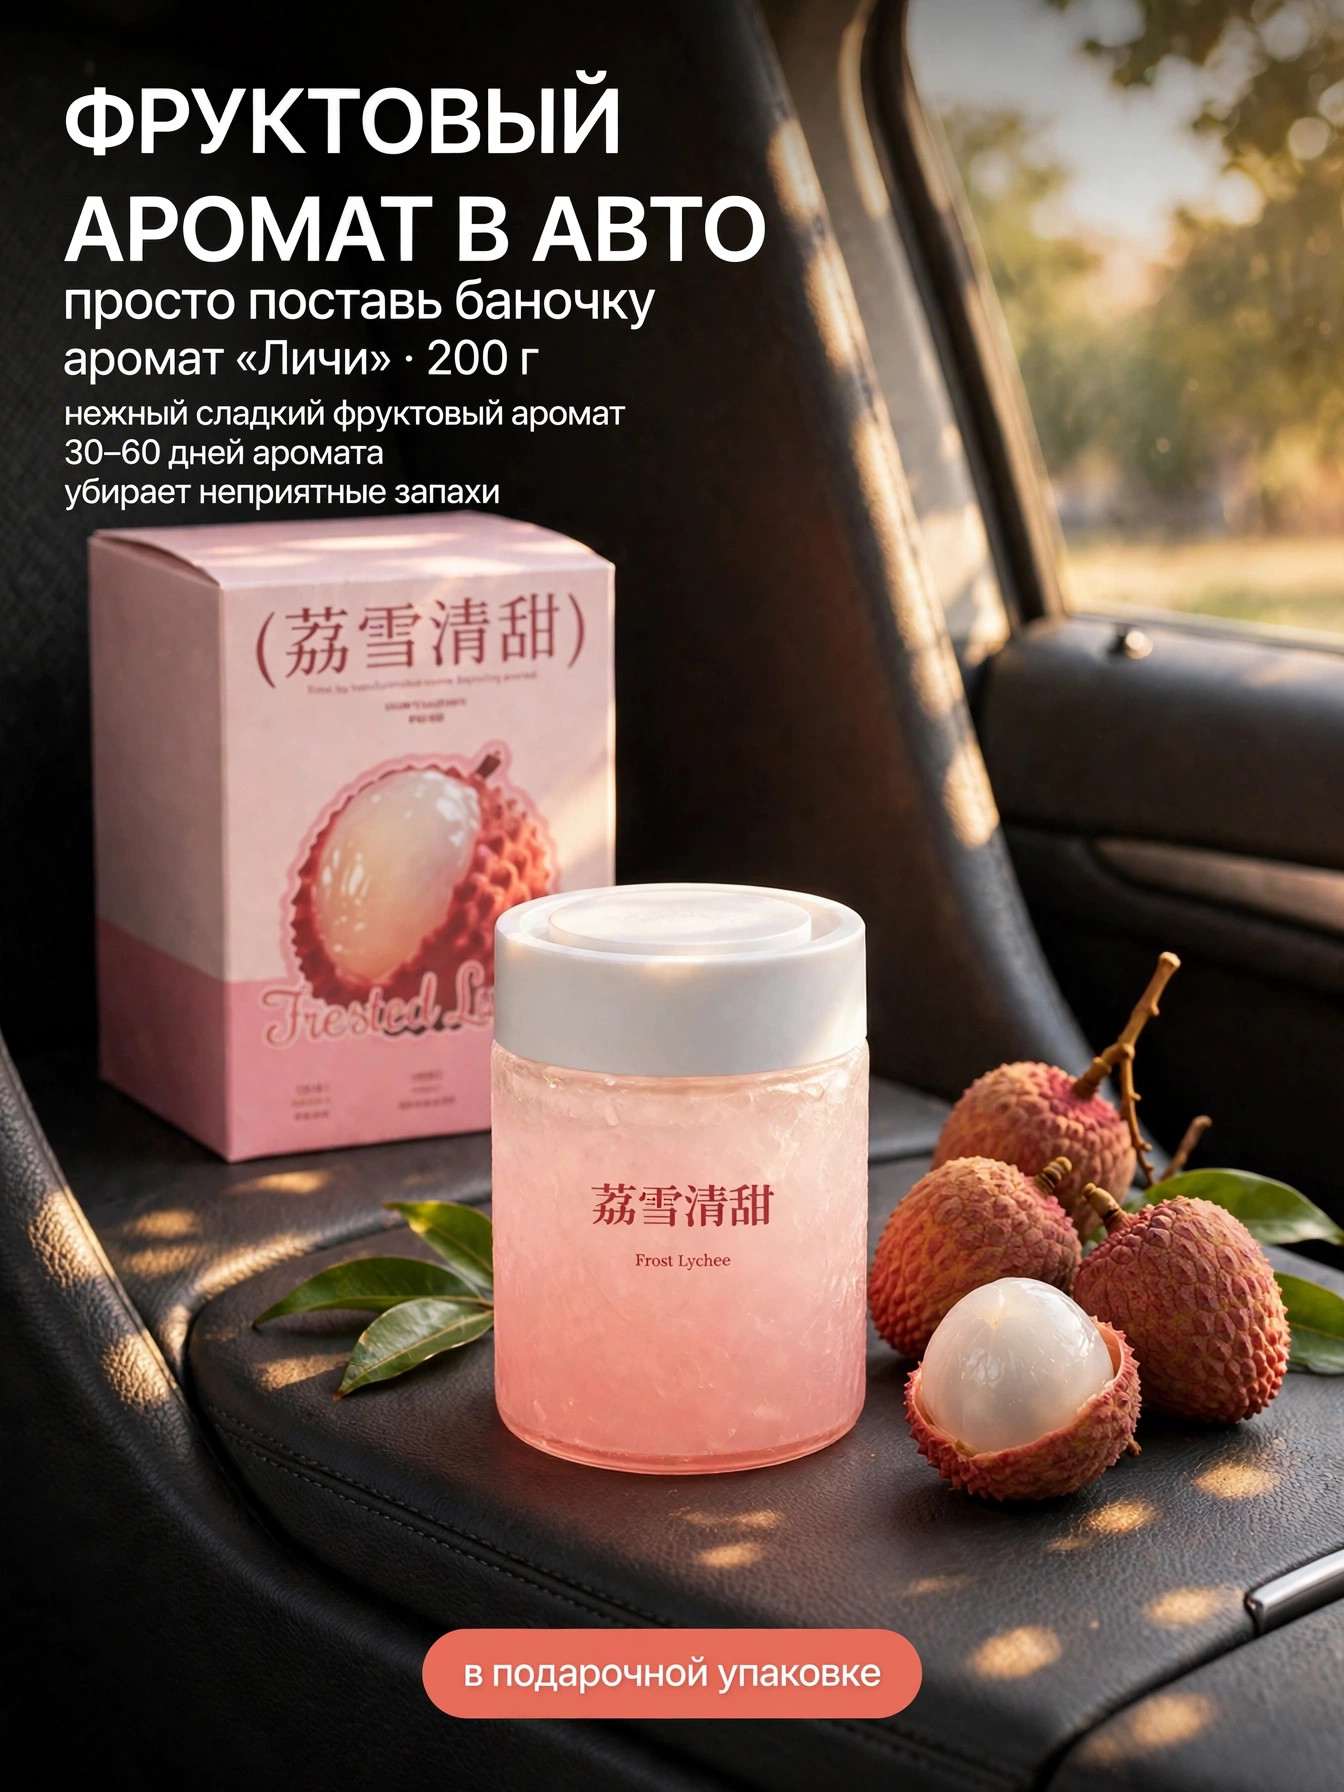 ФРУКТОВЫЙ
АРОМАТ В АВТО
просто поставь баночку
аромат «Личи» · 200 г
нежный сладкий фруктовый аромат
30–60 дней аромата
убирает неприятные запахи
(荔雪清甜)
荔雪清甜
Frost Lychee
в подарочной упаковке